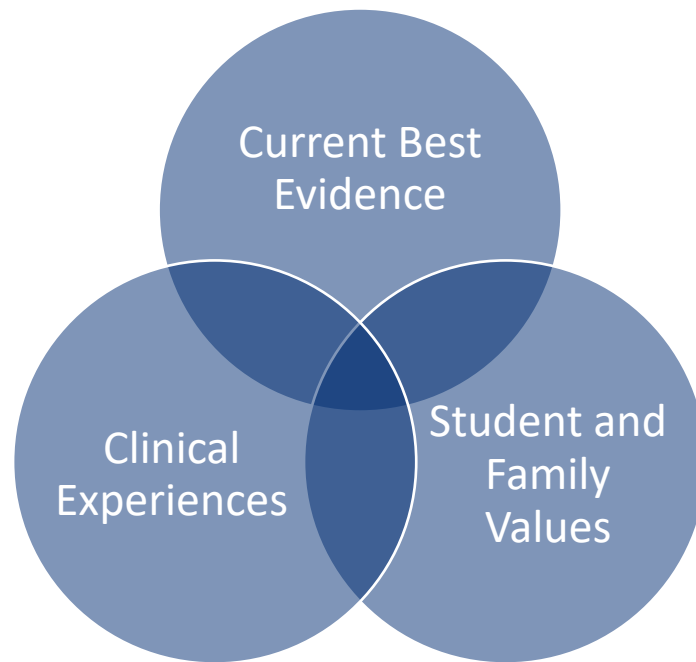 Current Best
Evidence
Clinical
Experiences
Student and
Family
Values